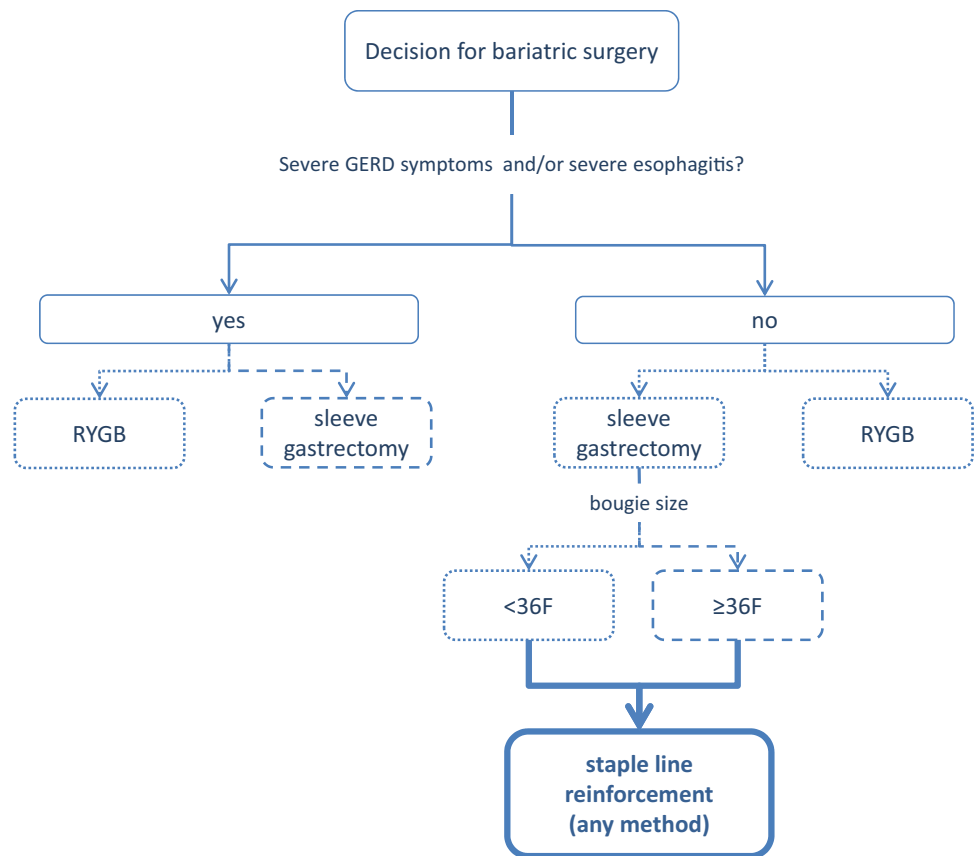 Decision for bariatric surgery
Severe GERD symptoms and/or severe esophagitis?
yes
no
RYGB
sleeve
gastrectomy
sleeve
gastrectomy
RYGB
bougie size
<36F
≥36F
staple line
reinforcement
(any method)